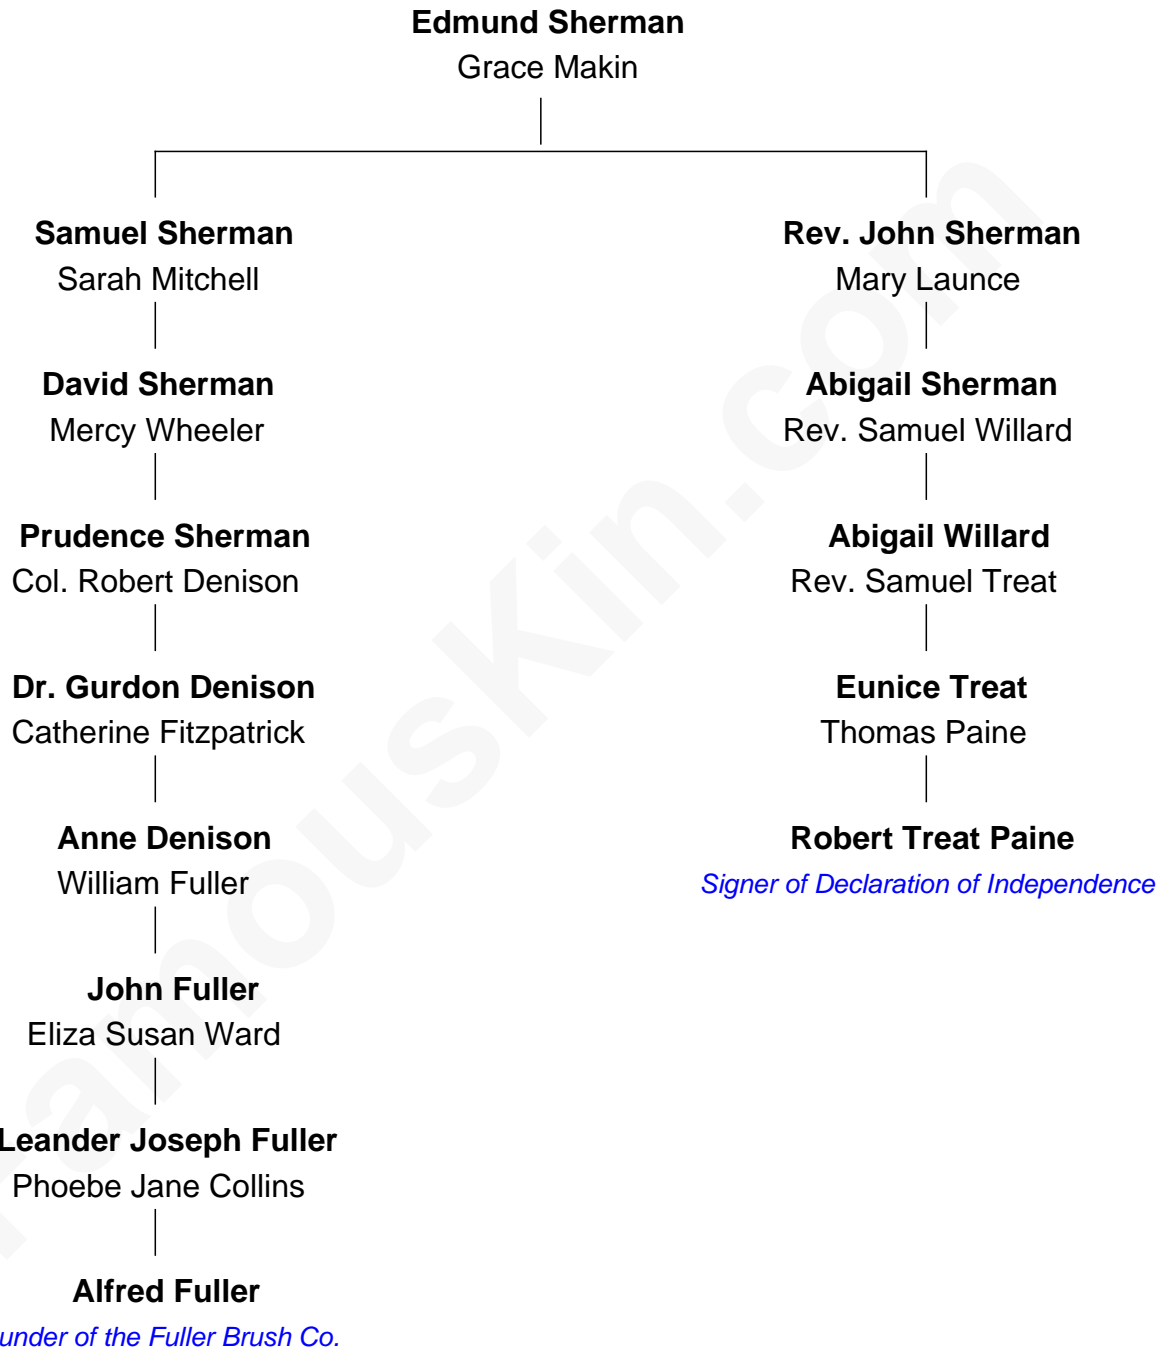 Edmund Sherman
Grace Makin
Samuel Sherman
Sarah Mitchell
David Sherman
Mercy Wheeler
Prudence Sherman
Col. Robert Denison
Dr. Gurdon Denison
Catherine Fitzpatrick
Anne Denison
William Fuller
John Fuller
Eliza Susan Ward
Leander Joseph Fuller
Phoebe Jane Collins
Alfred Fuller
under of the Fuller Brush Co.
Rev. John Sherman
Mary Launce
Abigail Sherman
Rev. Samuel Willard
Abigail Willard
Rev. Samuel Treat
Eunice Treat
Thomas Paine
Robert Treat Paine
Signer of Declaration of Independence
FamousKin.com